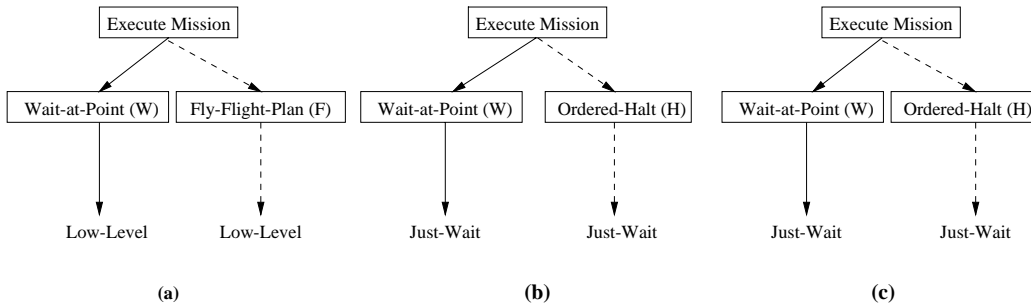 Execute Mission
Wait-at-Point (W)
Fly-Flight-Plan (F)
Low-Level
Low-Level
(a)
Execute Mission
Wait-at-Point (W)
Ordered-Halt (H)
Just-Wait
Just-Wait
(b)
Execute Mission
Wait-at-Point (W)
Ordered-Halt (H)
Just-Wait
Just-Wait
(c)